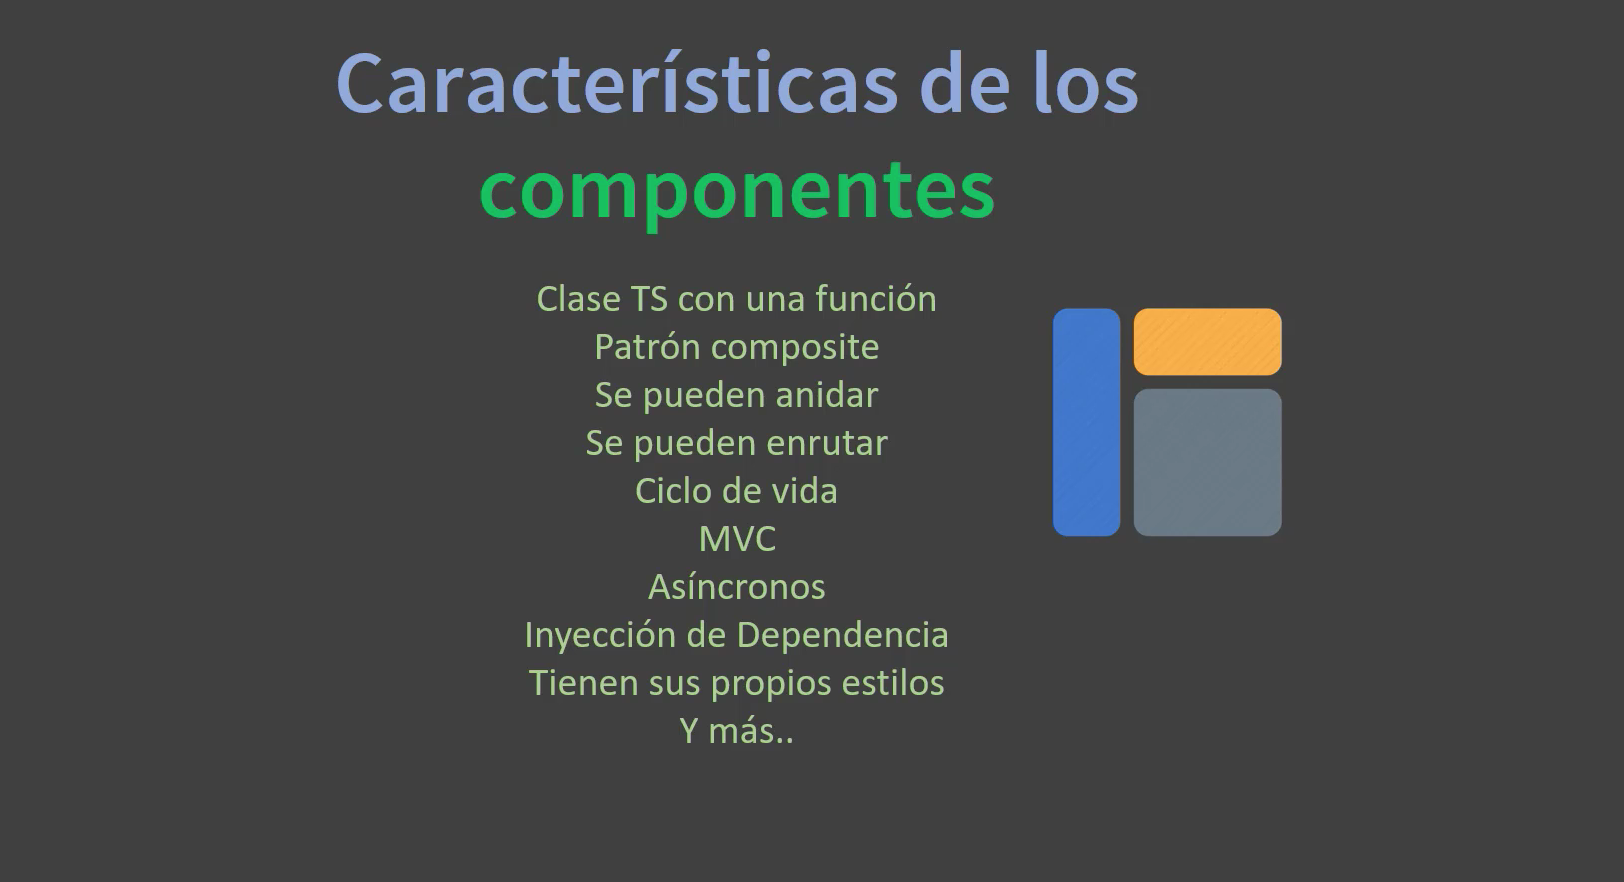 Características de los
componentes
Clase TS con una función
Patrón composite
Se pueden anidar
Se pueden enrutar
Ciclo de vida
MVC
Asíncronos
Inyección de Dependencia
Tienen sus propios estilos
Y más..